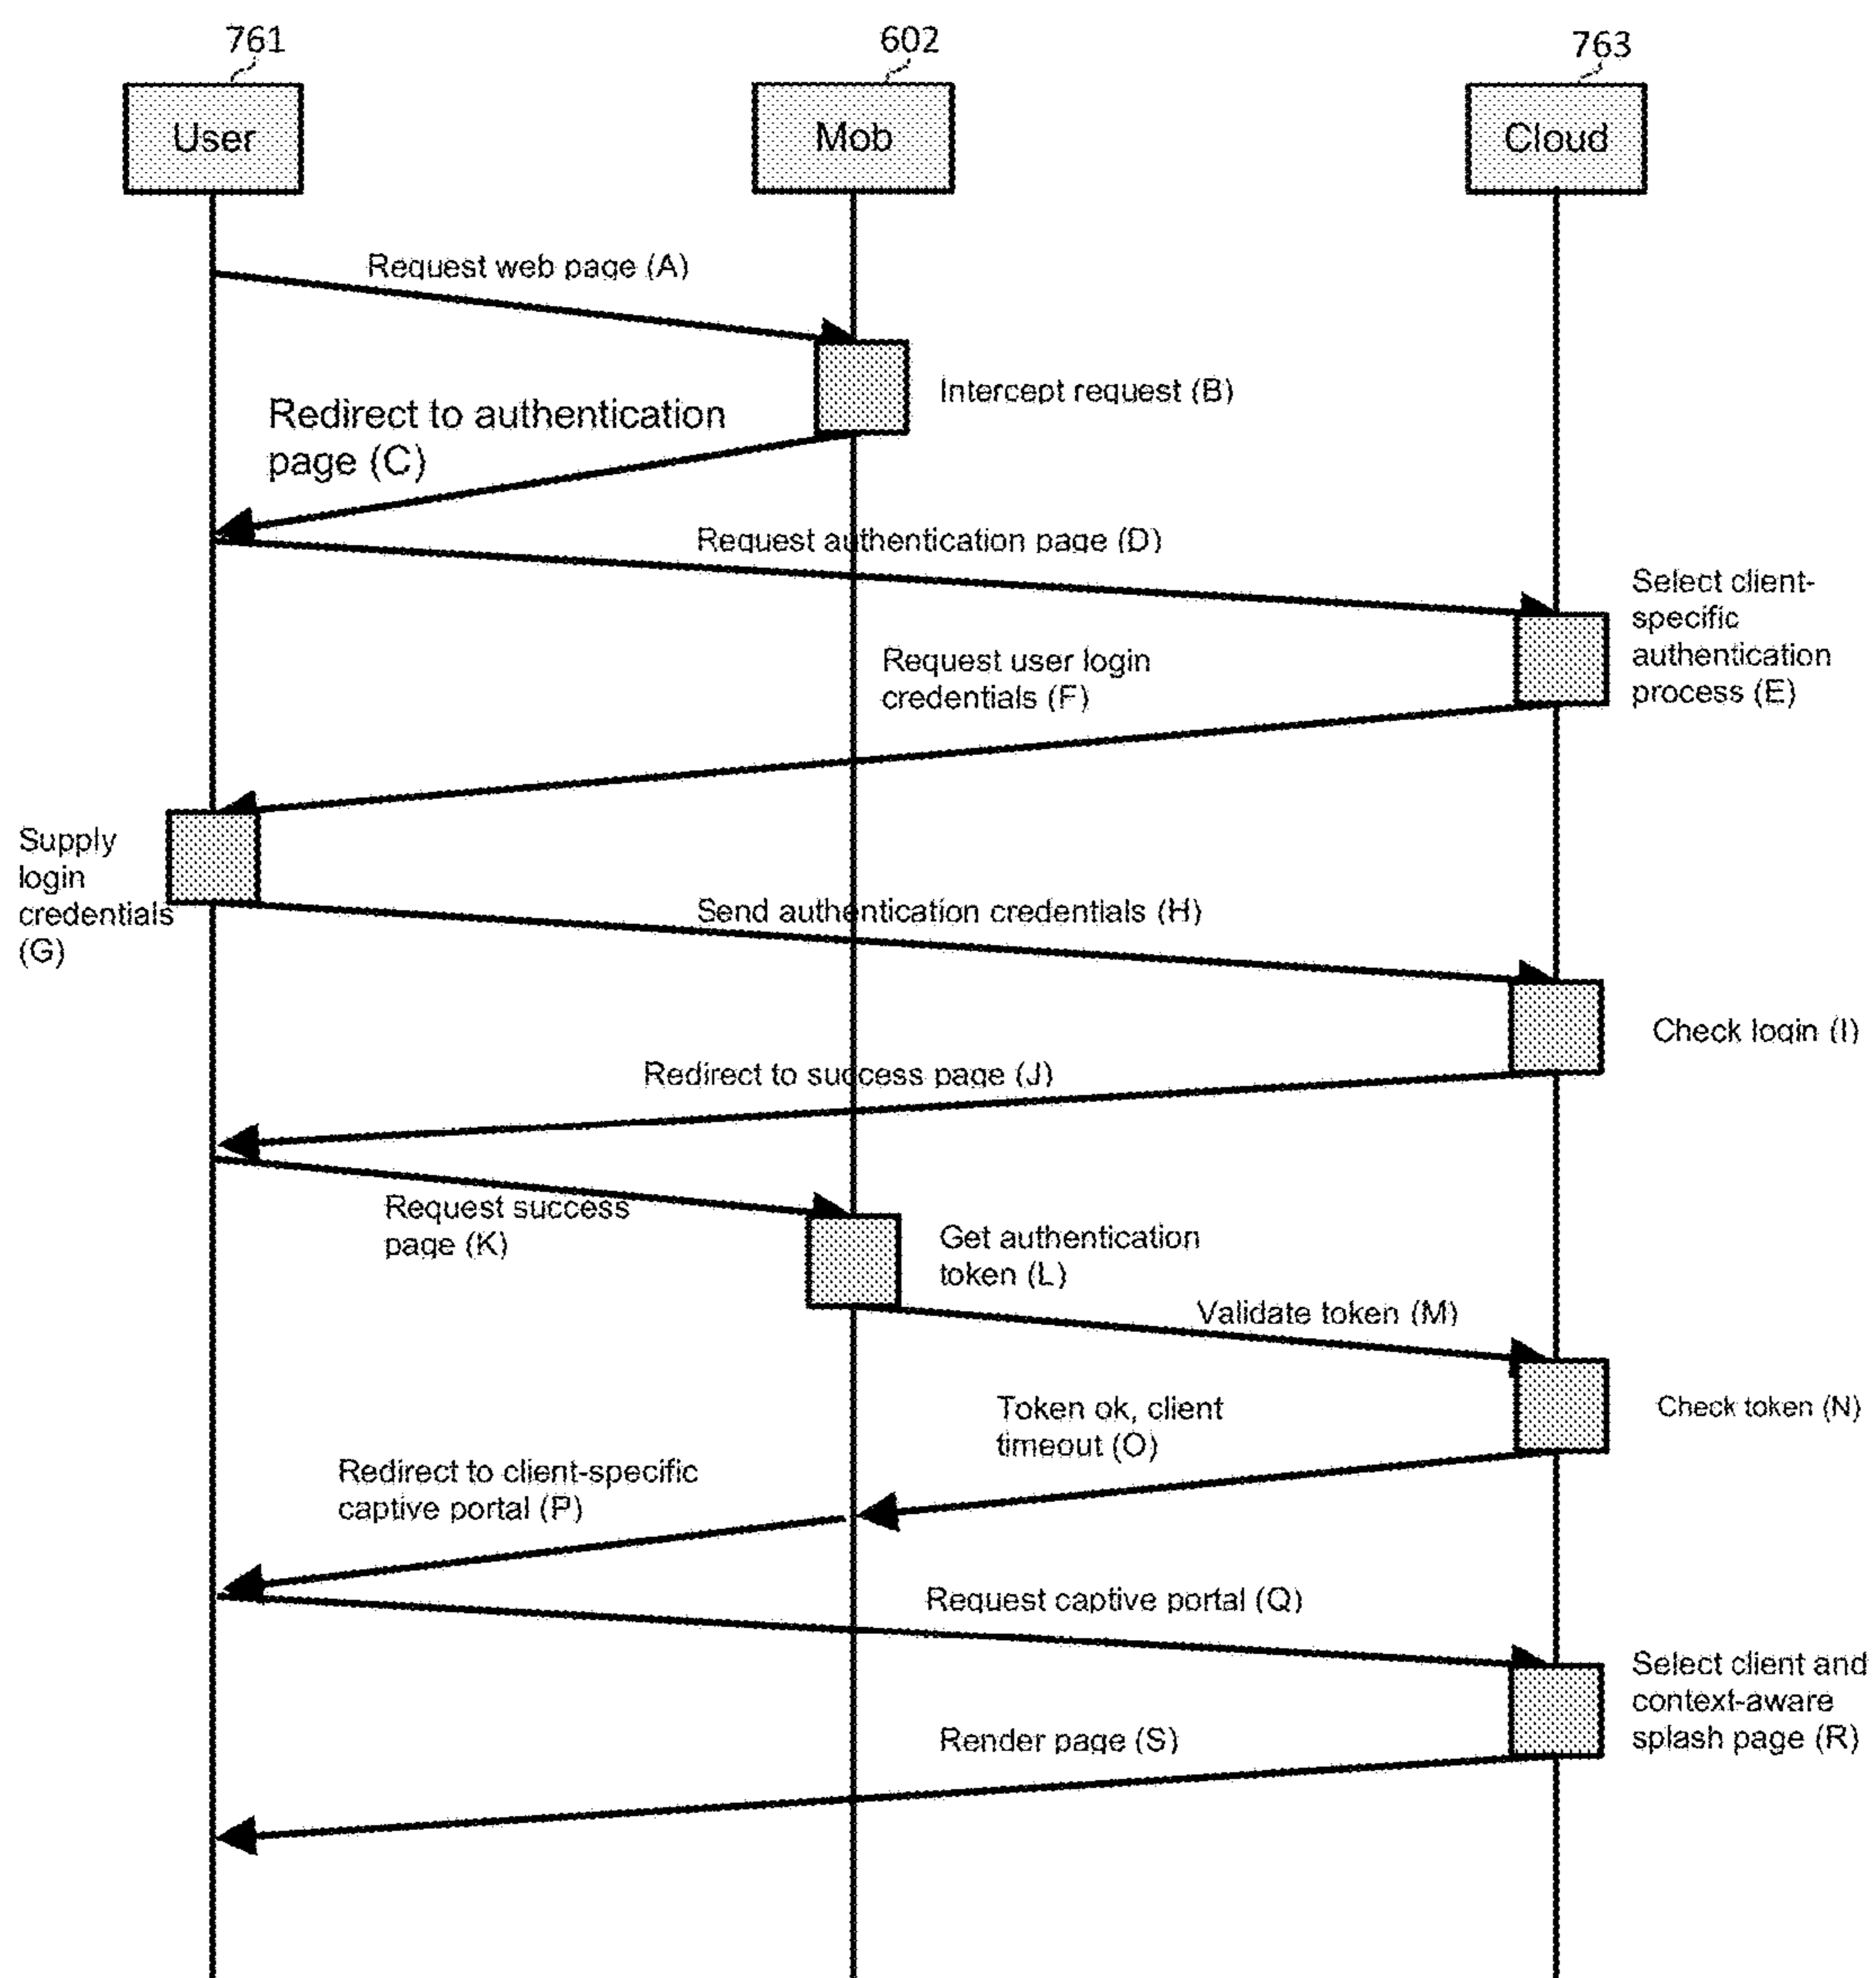 761
602
763
User
Mob
Cloud
Request web page (A)
Intercept request (B)
Redirect to authentication
page (C)
Request authentication page (D)
Select client-
specific
authentication
process (E)
Request user login
credentials (F)
Supply
login
credentials
(G)
Send authentication credentials (H)
Check login (I)
Redirect to success page (J)
Request success
page (K)
Get authentication
token (L)
Validate token (M)
Check token (N)
Token ok, client
timeout (O)
Redirect to client-specific
captive portal (P)
Request captive portal (Q)
Select client and
context-aware
splash page (R)
Render page (S)